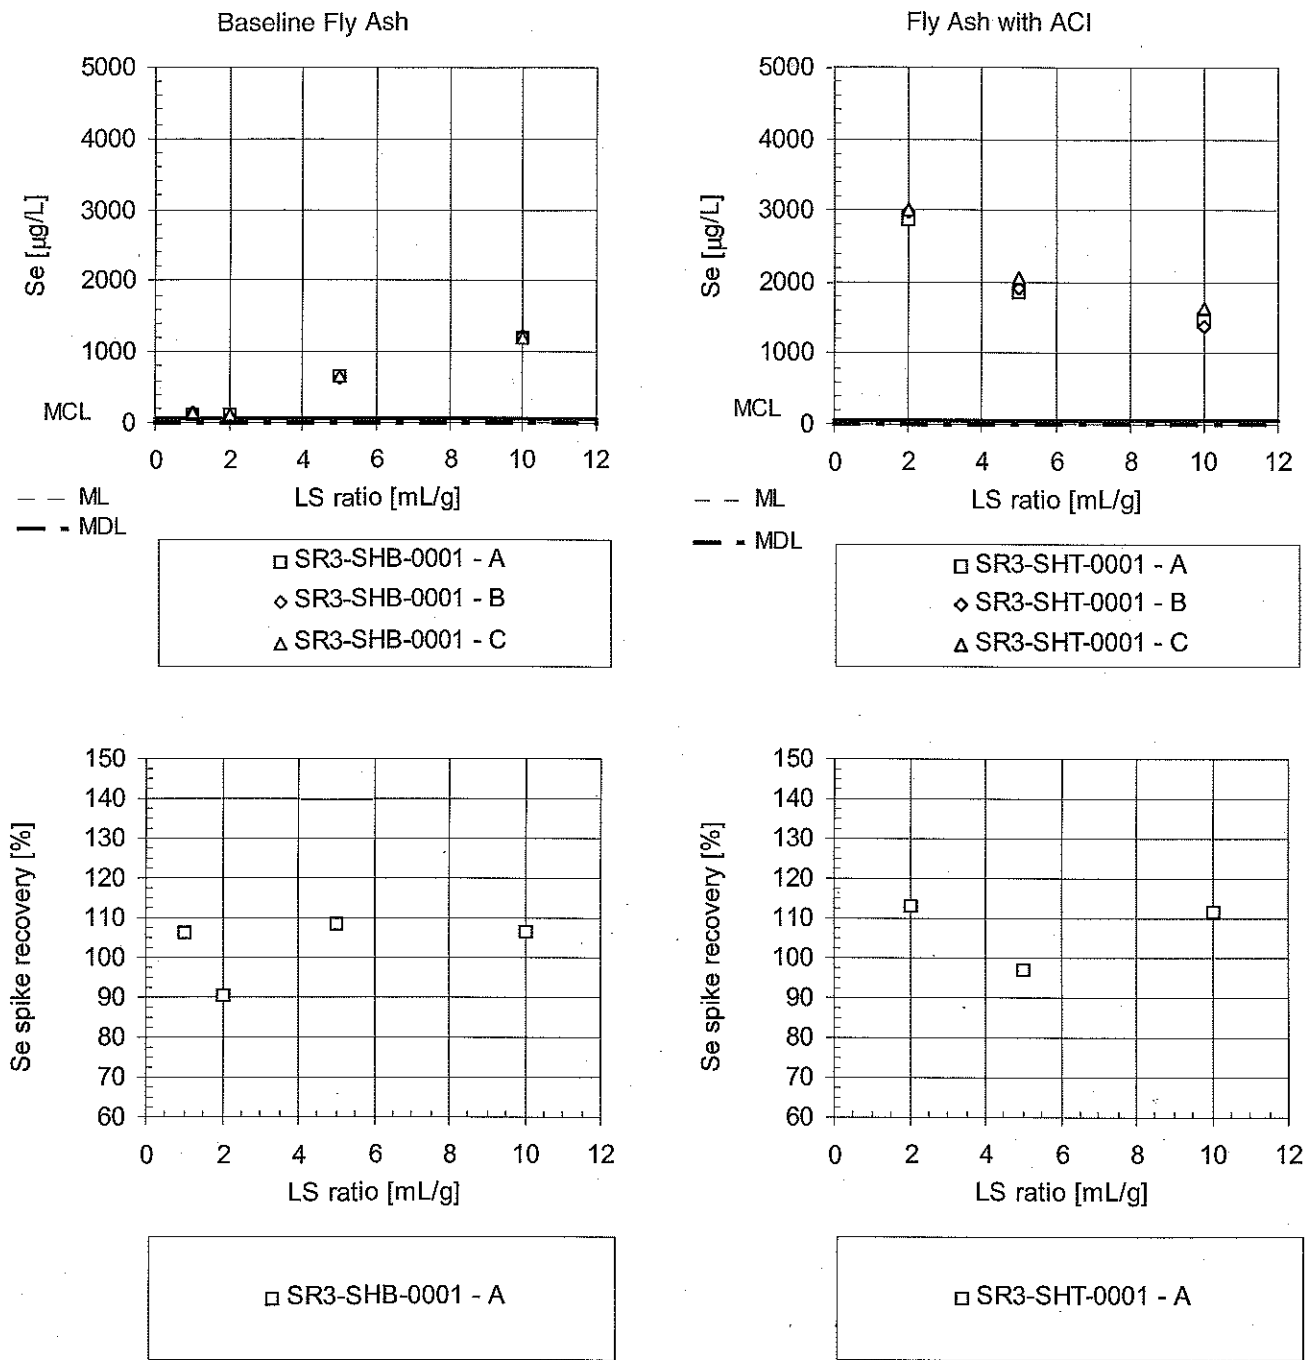 Baseline Fly Ash
5000
4000
3000
2000
1000
0
Se [µg/L]
MCL
0 2 4 6 8 10 12
LS ratio [mL/g]
ML
MDL
SR3-SHB-0001 - A
SR3-SHB-0001 - B
SR3-SHB-0001 - C
Fly Ash with ACI
5000
4000
3000
2000
1000
0
Se [µg/L]
MCL
0 2 4 6 8 10 12
LS ratio [mL/g]
ML
MDL
SR3-SHT-0001 - A
SR3-SHT-0001 - B
SR3-SHT-0001 - C
150
140
130
120
110
100
90
80
70
60
Se spike recovery [%]
0 2 4 6 8 10 12
LS ratio [mL/g]
SR3-SHB-0001 - A
150
140
130
120
110
100
90
80
70
60
Se spike recovery [%]
0 2 4 6 8 10 12
LS ratio [mL/g]
SR3-SHT-0001 - A